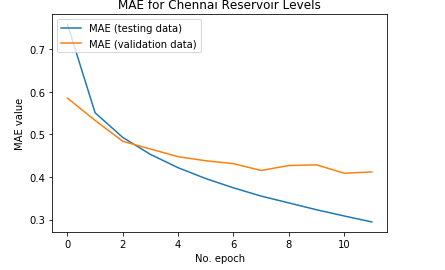 MAE for Chennai Reservoir Levels
MAE (testing data)
MAE (validation data)
MAE value
0.7
0.6
0.5
0.4
0.3
0 2 4 6 8 10
No. epoch